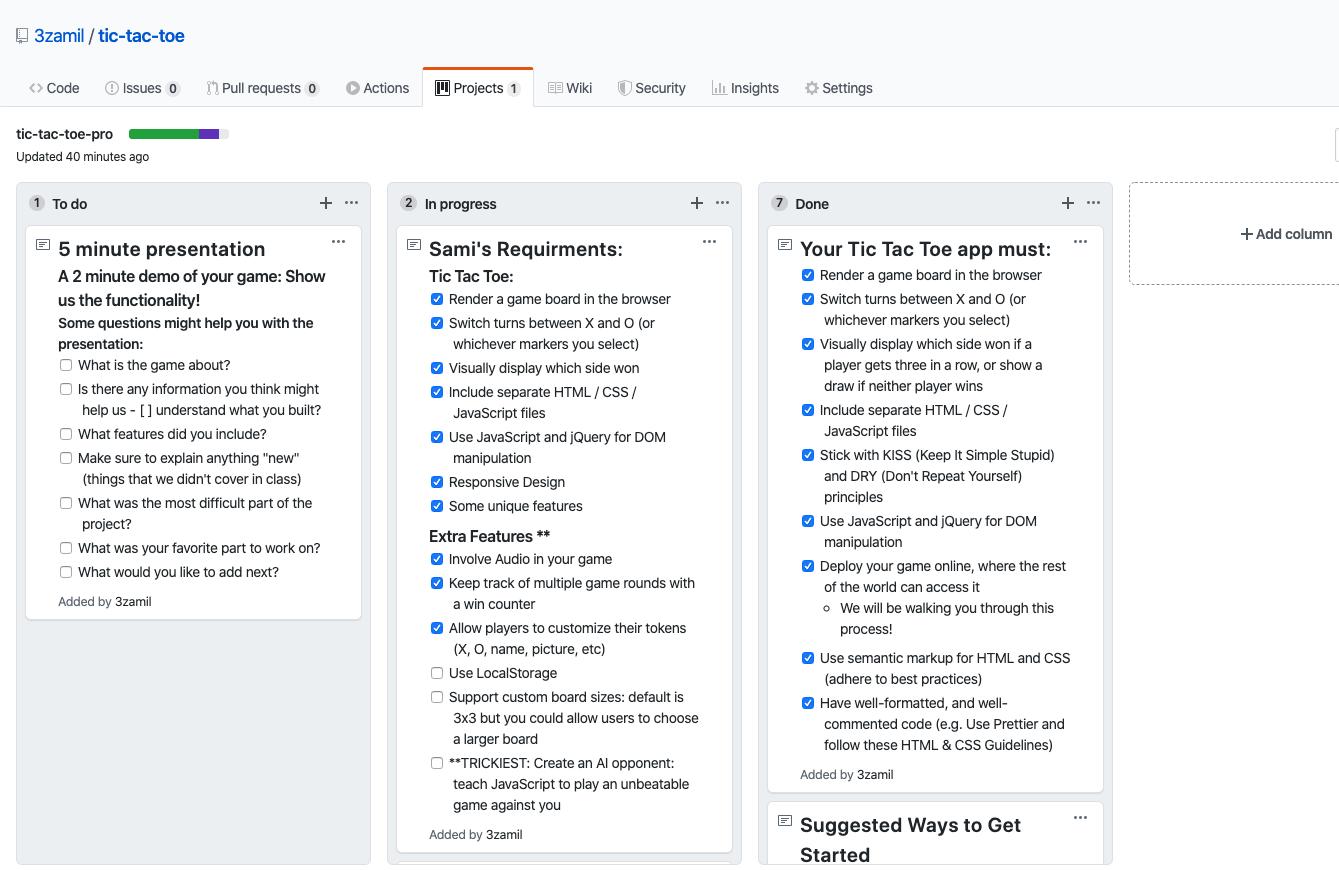 3zamil / tic-tac-toe
Code Issues 0 Pull requests 0 Actions Projects 1 Wiki Security Insights Settings
tic-tac-toe-pro
Updated 40 minutes ago
1 To do
5 minute presentation
A 2 minute demo of your game: Show
us the functionality!
Some questions might help you with the
presentation:
What is the game about?
Is there any information you think might
help us - [ ] understand what you built?
What features did you include?
Make sure to explain anything "new"
(things that we didn't cover in class)
What was the most difficult part of the
project?
What was your favorite part to work on?
What would you like to add next?
Added by 3zamil
2 In progress
Sami's Requirments:
Tic Tac Toe:
Render a game board in the browser
Switch turns between X and O (or
whichever markers you select)
Visually display which side won
Include separate HTML / CSS /
JavaScript files
Use JavaScript and jQuery for DOM
manipulation
Responsive Design
Some unique features
Extra Features **
Involve Audio in your game
Keep track of multiple game rounds with
a win counter
Allow players to customize their tokens
(X, O, name, picture, etc)
Use LocalStorage
Support custom board sizes: default is
3x3 but you could allow users to choose
a larger board
**TRICKIEST: Create an AI opponent:
teach JavaScript to play an unbeatable
game against you
Added by 3zamil
7 Done
Your Tic Tac Toe app must:
Render a game board in the browser
Switch turns between X and O (or
whichever markers you select)
Visually display which side won if a
player gets three in a row, or show a
draw if neither player wins
Include separate HTML / CSS /
JavaScript files
Stick with KISS (Keep It Simple Stupid)
and DRY (Don't Repeat Yourself)
principles
Use JavaScript and jQuery for DOM
manipulation
Deploy your game online, where the rest
of the world can access it
We will be walking you through this
process!
Use semantic markup for HTML and CSS
(adhere to best practices)
Have well-formatted, and well-
commented code (e.g. Use Prettier and
follow these HTML & CSS Guidelines)
Added by 3zamil
Suggested Ways to Get
Started
+ Add column